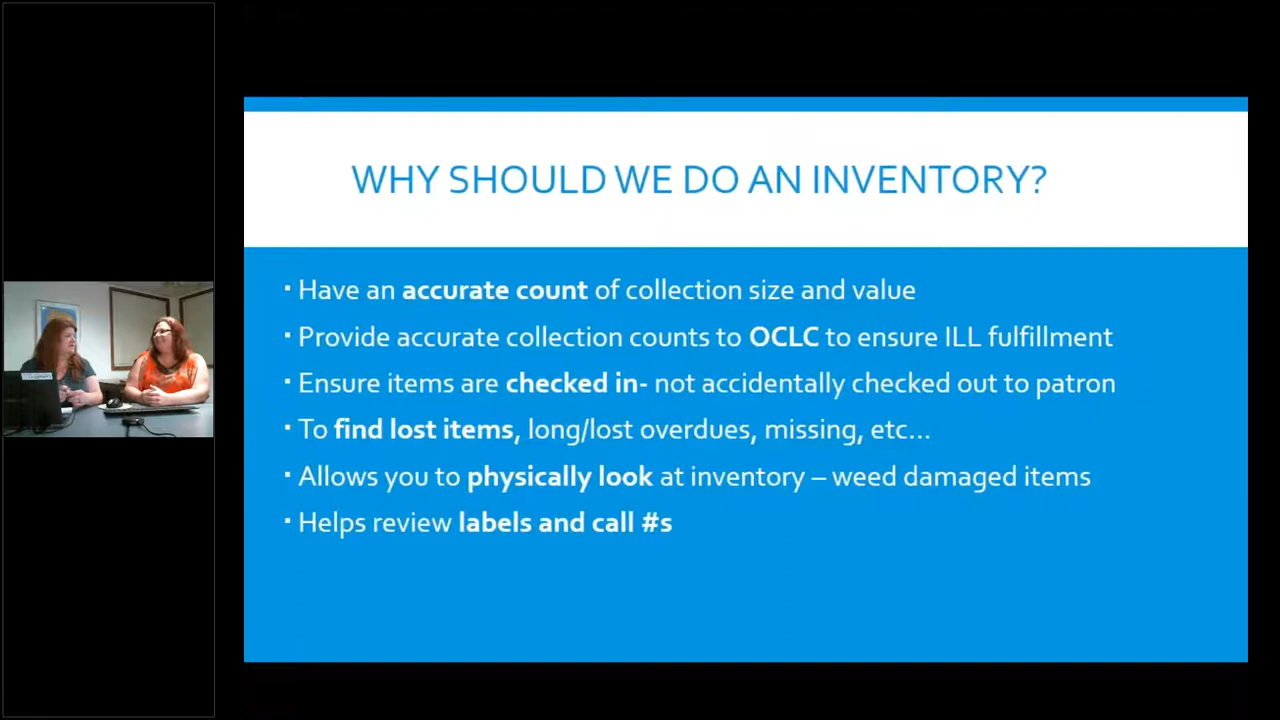 WHY SHOULD WE DO AN INVENTORY?
▪ Have an accurate count of collection size and value
▪ Provide accurate collection counts to OCLC to ensure ILL fulfillment
▪ Ensure items are checked in- not accidentally checked out to patron
▪ To find lost items, long/lost overdues, missing, etc...
▪ Allows you to physically look at inventory – weed damaged items
▪ Helps review labels and call #s